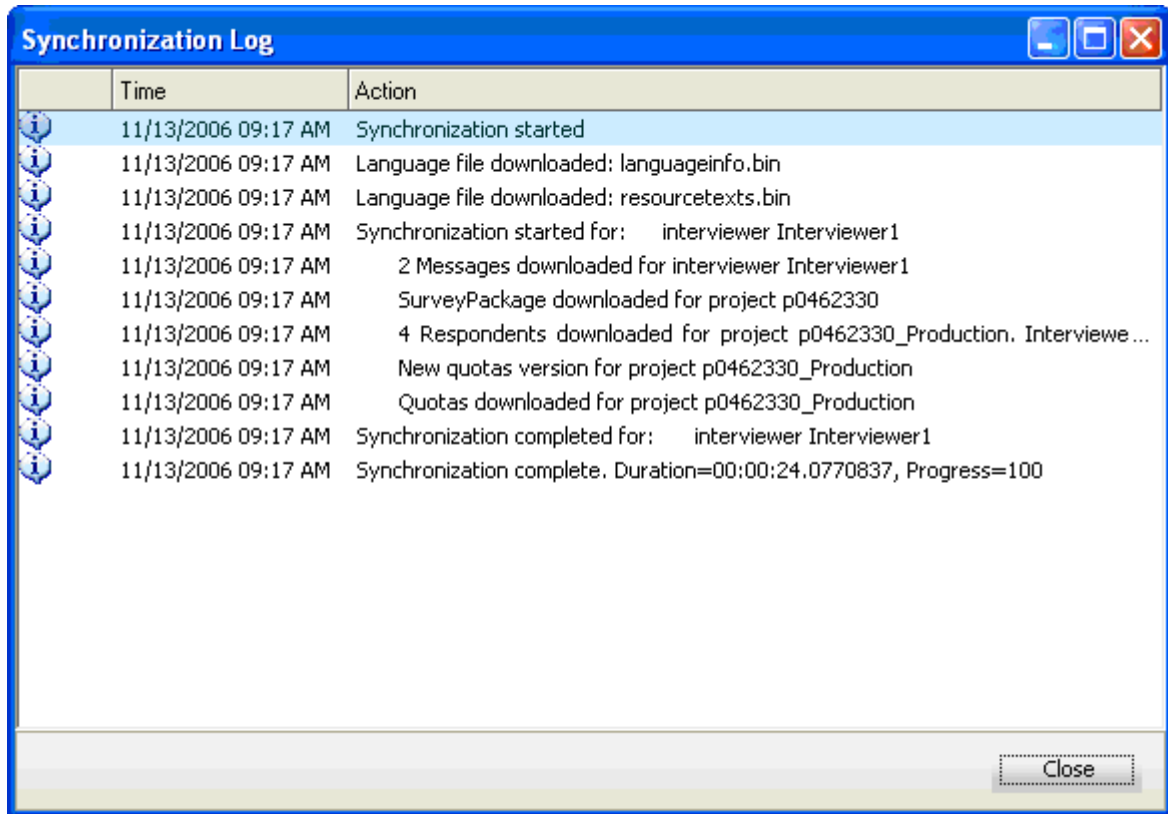 Synchronization Log
Time Action
11/13/2006 09:17 AM Synchronization started
11/13/2006 09:17 AM Language file downloaded: languageinfo.bin
11/13/2006 09:17 AM Language file downloaded: resourcetexts.bin
11/13/2006 09:17 AM Synchronization started for: interviewer Interviewer1
11/13/2006 09:17 AM 2 Messages downloaded for interviewer Interviewer1
11/13/2006 09:17 AM SurveyPackage downloaded for project p0462330
11/13/2006 09:17 AM 4 Respondents downloaded for project p0462330_Production. Interviewe...
11/13/2006 09:17 AM New quotas version for project p0462330_Production
11/13/2006 09:17 AM Quotas downloaded for project p0462330_Production
11/13/2006 09:17 AM Synchronization completed for: interviewer Interviewer1
11/13/2006 09:17 AM Synchronization complete. Duration=00:00:24.0770837, Progress=100
Close